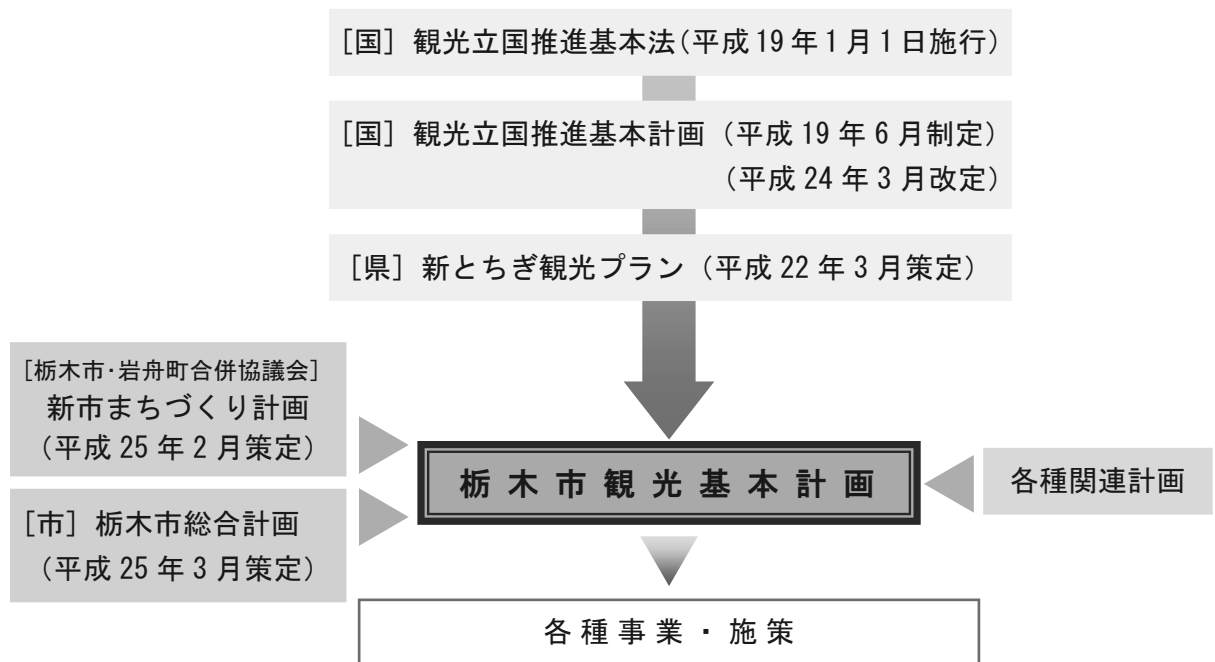 ［国］観光立国推進基本法（平成19年1月1日施行）
［国］観光立国推進基本計画（平成19年6月制定）
（平成24年3月改定）
［県］新とちぎ観光プラン（平成22年3月策定）
［栃木市･岩舟町合併協議会］
新市まちづくり計画
（平成25年2月策定）
［市］栃木市総合計画
（平成25年3月策定）
栃木市観光基本計画
各種関連計画
各種事業・施策